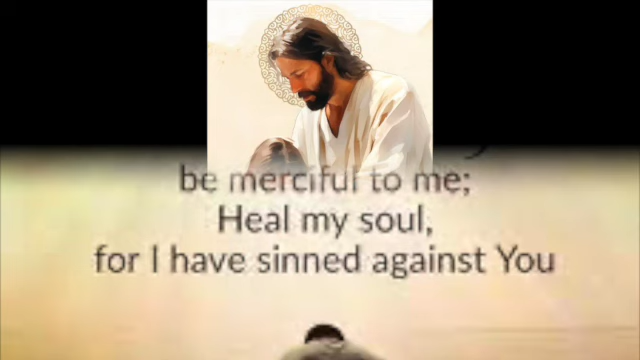 be merciful to me;
Heal my soul,
for I have sinned against You